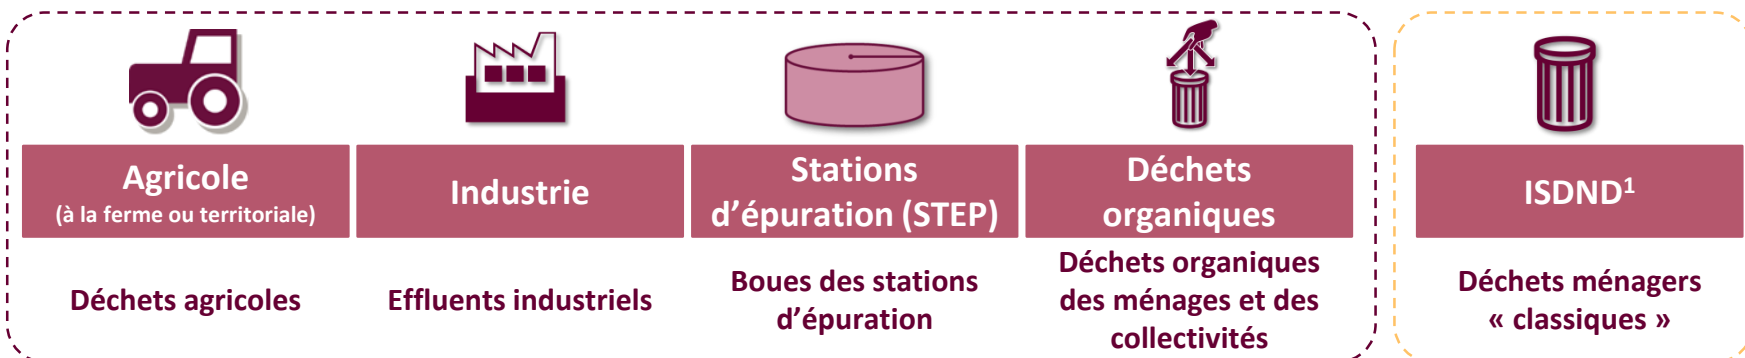 Agricole
(à la ferme ou territoriale)
Industrie
Stations
d’épuration (STEP)
Déchets
organiques
ISDND¹
Déchets agricoles
Effluents industriels
Boues des stations
d’épuration
Déchets organiques
des ménages et des
collectivités
Déchets ménagers
« classiques »